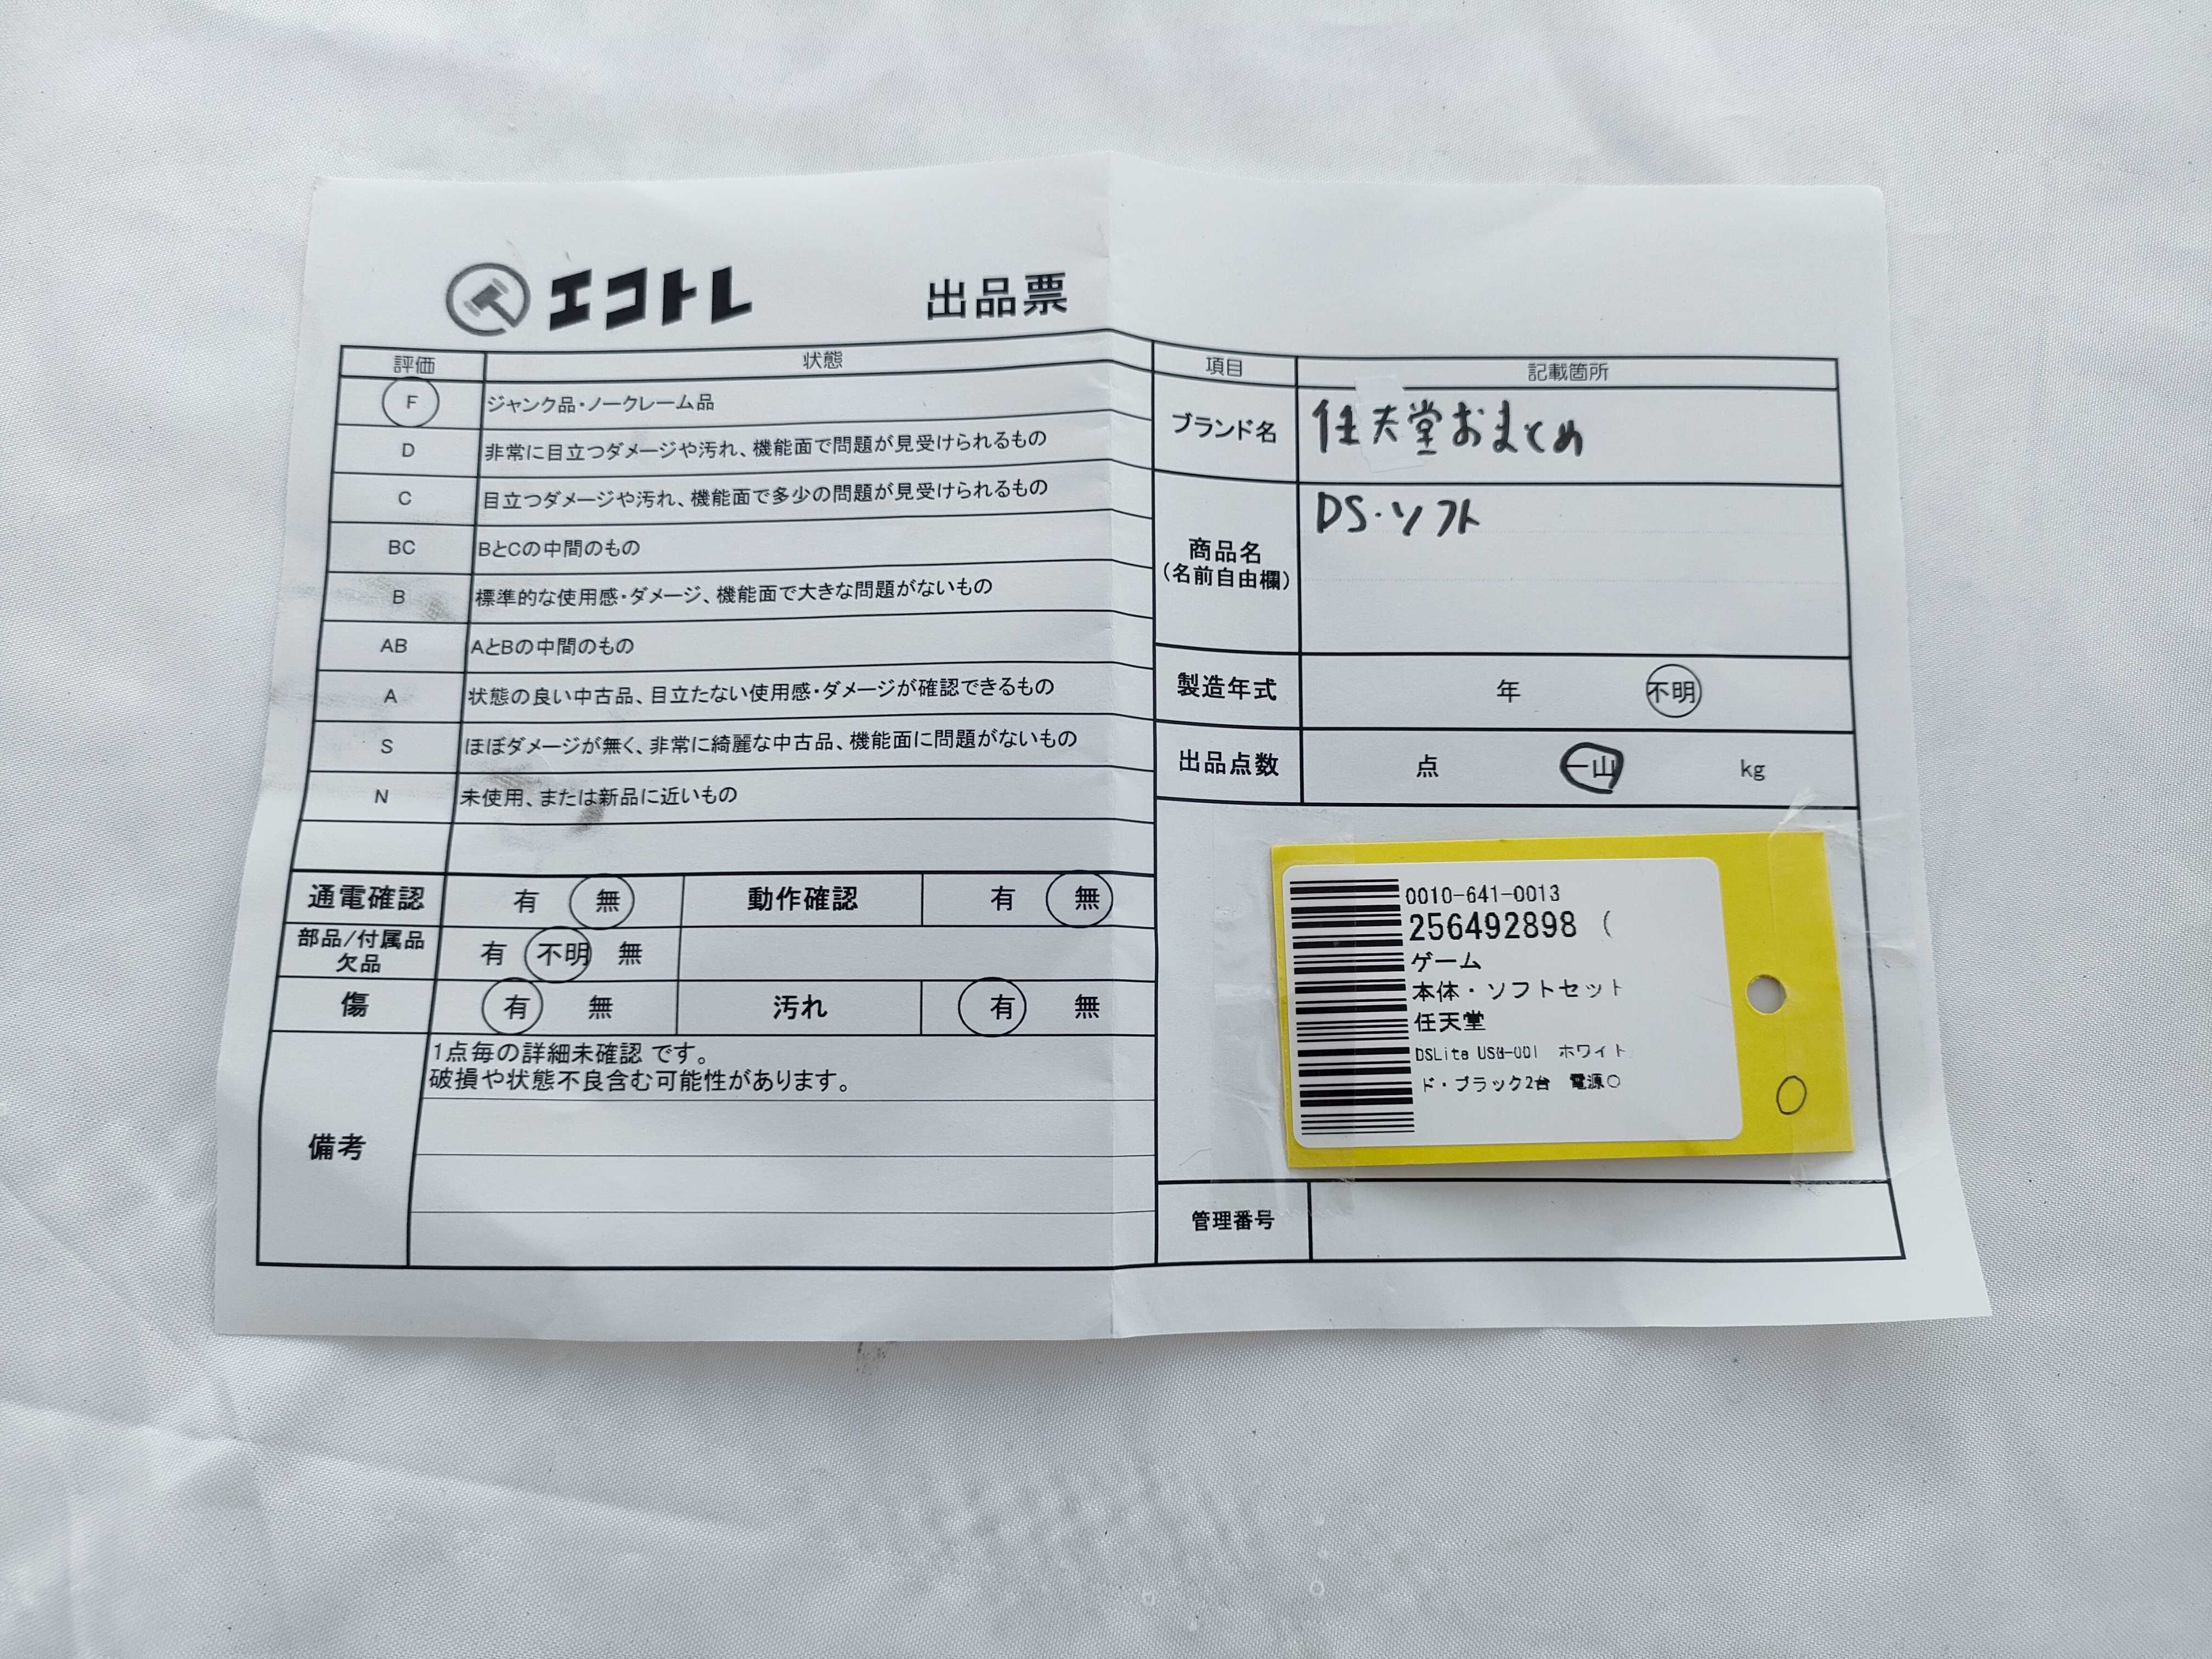 エコトレ 出品票
評価 状態
F ジャンク品・ノークレーム品
D 非常に目立つダメージや汚れ、機能面で問題が見受けられるもの
C 目立つダメージや汚れ、機能面で多少の問題が見受けられるもの
BC BとCの中間のもの
B 標準的な使用感・ダメージ、機能面で大きな問題がないもの
AB AとBの中間のもの
A 状態の良い中古品、目立たない使用感・ダメージが確認できるもの
S ほぼダメージが無く、非常に綺麗な中古品、機能面に問題がないもの
N 未使用、または新品に近いもの
通電確認 有 無 動作確認 有 無
部品/付属品
欠品 有 不明 無
傷 有 無 汚れ 有 無
備考
1点毎の詳細未確認 です。
破損や状態不良含む可能性があります。
項目 記載箇所
ブランド名 任天堂おまとめ
商品名
(名前自由欄)
DS・ソフト
製造年式 年 不明
出品点数 点 一山 kg
0010-641-0013
256492898 (
ゲーム
本体・ソフトセット
任天堂
DSLite USG-001 ホワイト
ド・ブラック2台 電源○
管理番号